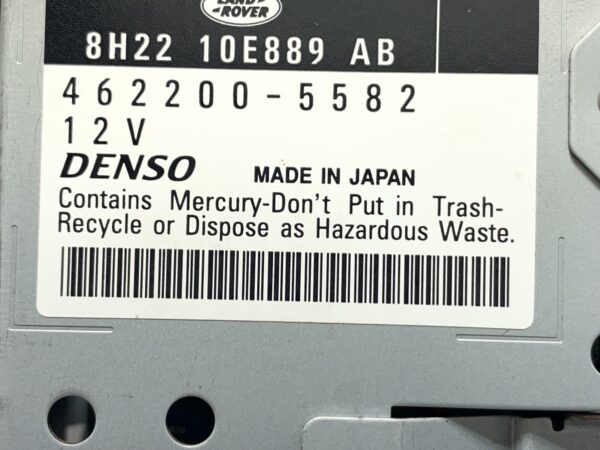 LAND-
ROVER
8H22 10E889 AB
462200-5582
12V
DENSO MADE IN JAPAN
Contains Mercury-Don't Put in Trash-
Recycle or Dispose as Hazardous Waste.